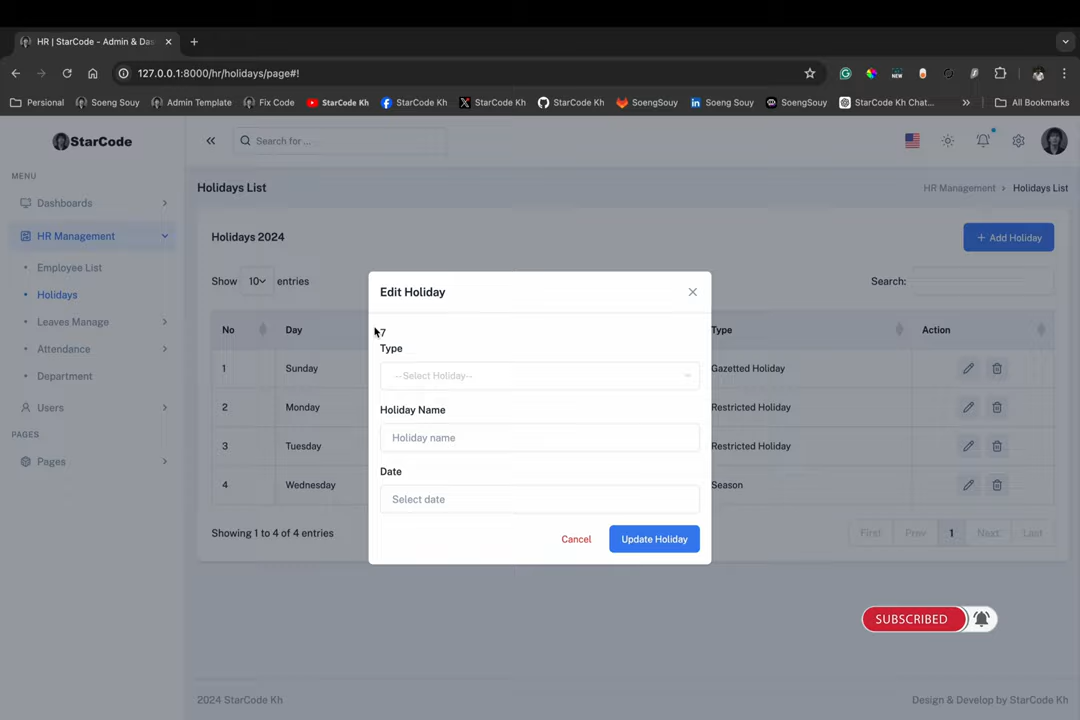 HR | StarCode - Admin & Das
127.0.0.1:8000/hr/holidays/page#!
Personal
Soeng Souy
Admin Template
Fix Code
StarCode Kh
StarCode Kh
StarCode Kh
StarCode Kh
SoengSouy
Soeng Souy
SoengSouy
StarCode Kh Chat...
All Bookmarks
StarCode
Search for ...
MENU
Dashboards
HR Management
Employee List
Holidays
Leaves Manage
Attendance
Department
Users
PAGES
Pages
Holidays List
HR Management
Holidays List
Holidays 2024
+ Add Holiday
Show 10 entries
Search:
No
Day
Type
Action
1
Sunday
Gazetted Holiday
2
Monday
Restricted Holiday
3
Tuesday
Restricted Holiday
4
Wednesday
Season
Showing 1 to 4 of 4 entries
First
Prev
1
Next
Last
Edit Holiday
7
Type
--Select Holiday--
Holiday Name
Holiday name
Date
Select date
Cancel
Update Holiday
SUBSCRIBED
2024 StarCode Kh
Design & Develop by StarCode Kh